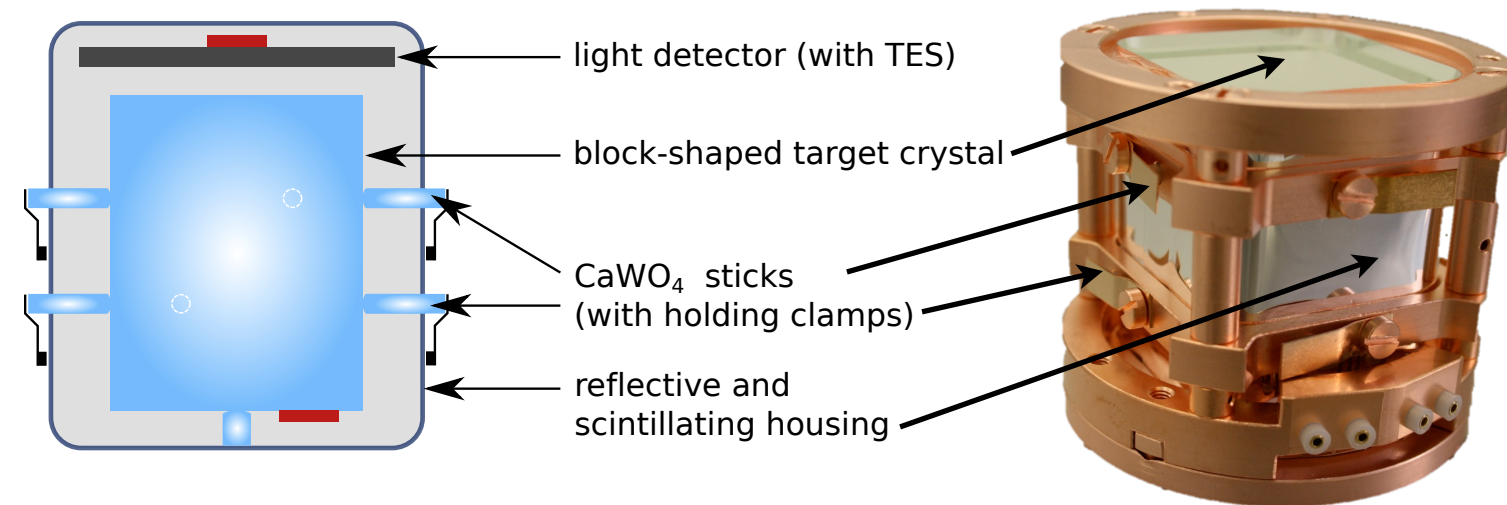 light detector (with TES)
block-shaped target crystal
CaWO₄ sticks
(with holding clamps)
reflective and
scintillating housing